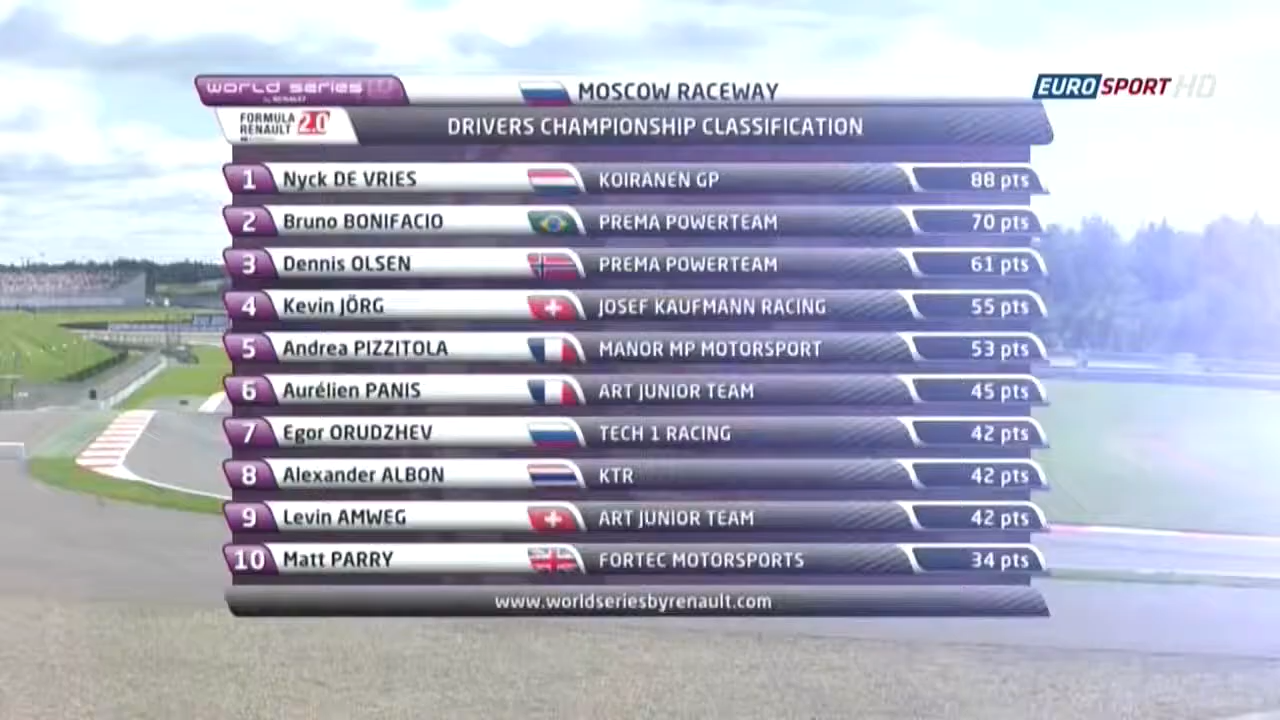 world series
by RENAULT
MOSCOW RACEWAY
EUROSPORT HD
FORMULA RENAULT 2.0
DRIVERS CHAMPIONSHIP CLASSIFICATION
1 Nyck DE VRIES KOIRANEN GP 88 pts
2 Bruno BONIFACIO PREMA POWERTEAM 70 pts
3 Dennis OLSEN PREMA POWERTEAM 61 pts
4 Kevin JÖRG JOSEF KAUFMANN RACING 55 pts
5 Andrea PIZZITOLA MANOR MP MOTORSPORT 53 pts
6 Aurélien PANIS ART JUNIOR TEAM 45 pts
7 Egor ORUDZHEV TECH 1 RACING 42 pts
8 Alexander ALBON KTR 42 pts
9 Levin AMWEG ART JUNIOR TEAM 42 pts
10 Matt PARRY FORTEC MOTORSPORTS 34 pts
www.worldseriesbyrenault.com